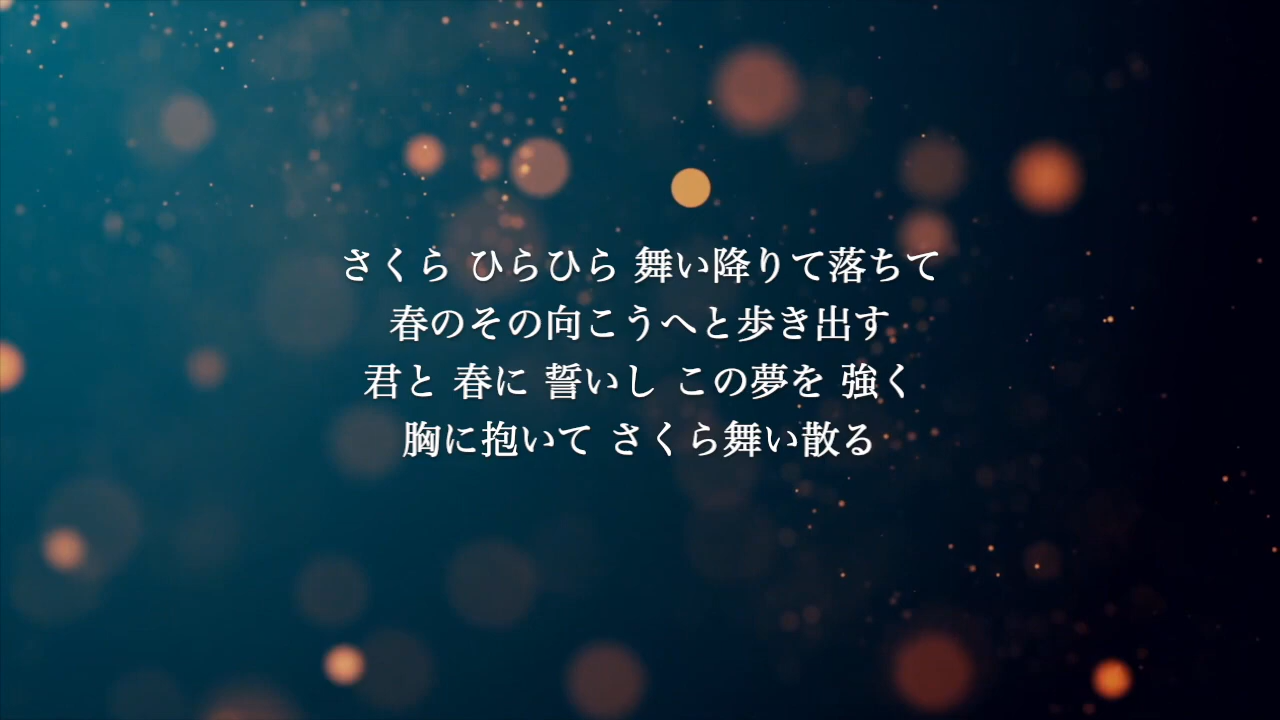 さくら ひらひら 舞い降りて落ちて
春のその向こうへと歩き出す
君と 春に 誓いし この夢を 強く
胸に抱いて さくら舞い散る